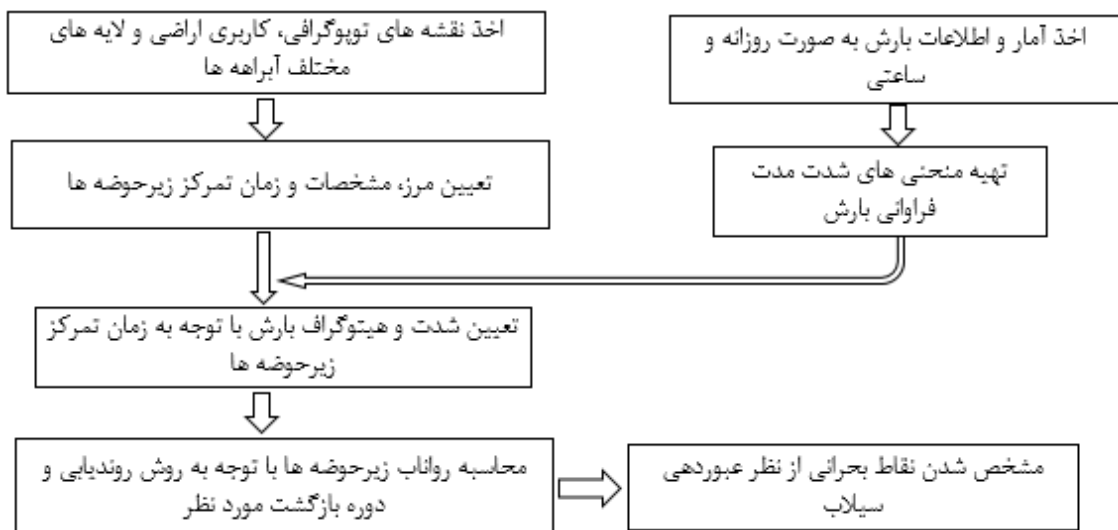 اخذ نقشه های توپوگرافی، کاربری اراضی و لایه های
مختلف آبراهه ها
اخذ آمار و اطلاعات بارش به صورت روزانه و
ساعتی
تعیین مرز، مشخصات و زمان تمرکز زیرحوضه ها
تهیه منحنی های شدت مدت
فراوانی بارش
تعیین شدت و هیتوگراف بارش با توجه به زمان تمرکز
زیرحوضه ها
محاسبه رواناب زیرحوضه ها با توجه به روش روندیابی و
دوره بازگشت مورد نظر
مشخص شدن نقاط بحرانی از نظر عبوردهی
سیلاب